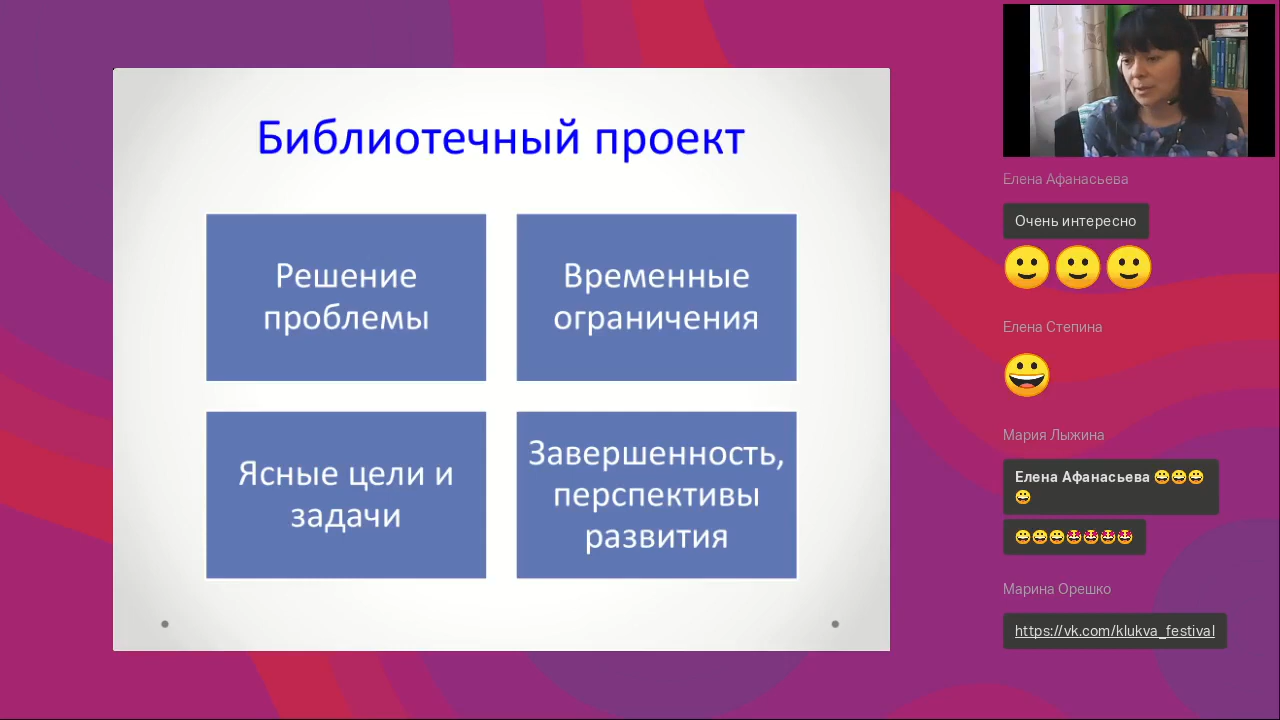 Библиотечный проект
Решение
проблемы
Временные
ограничения
Ясные цели и
задачи
Завершенность,
перспективы
развития
Елена Афанасьева
Очень интересно
🙂🙂🙂
Елена Степина
😀
Мария Лыжина
Елена Афанасьева 😀😀😀
😀
😀😀😀🤩🤩🤩🤩
Марина Орешко
https://vk.com/klukva_festival